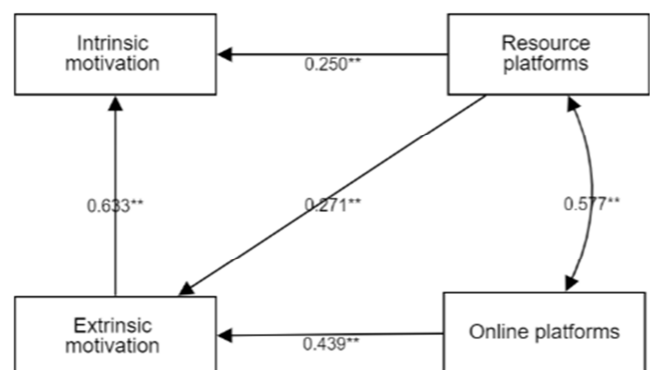 Intrinsic
motivation
Resource
platforms
0.250**
0.633**
0.271**
0.577**
Extrinsic
motivation
Online platforms
0.439**